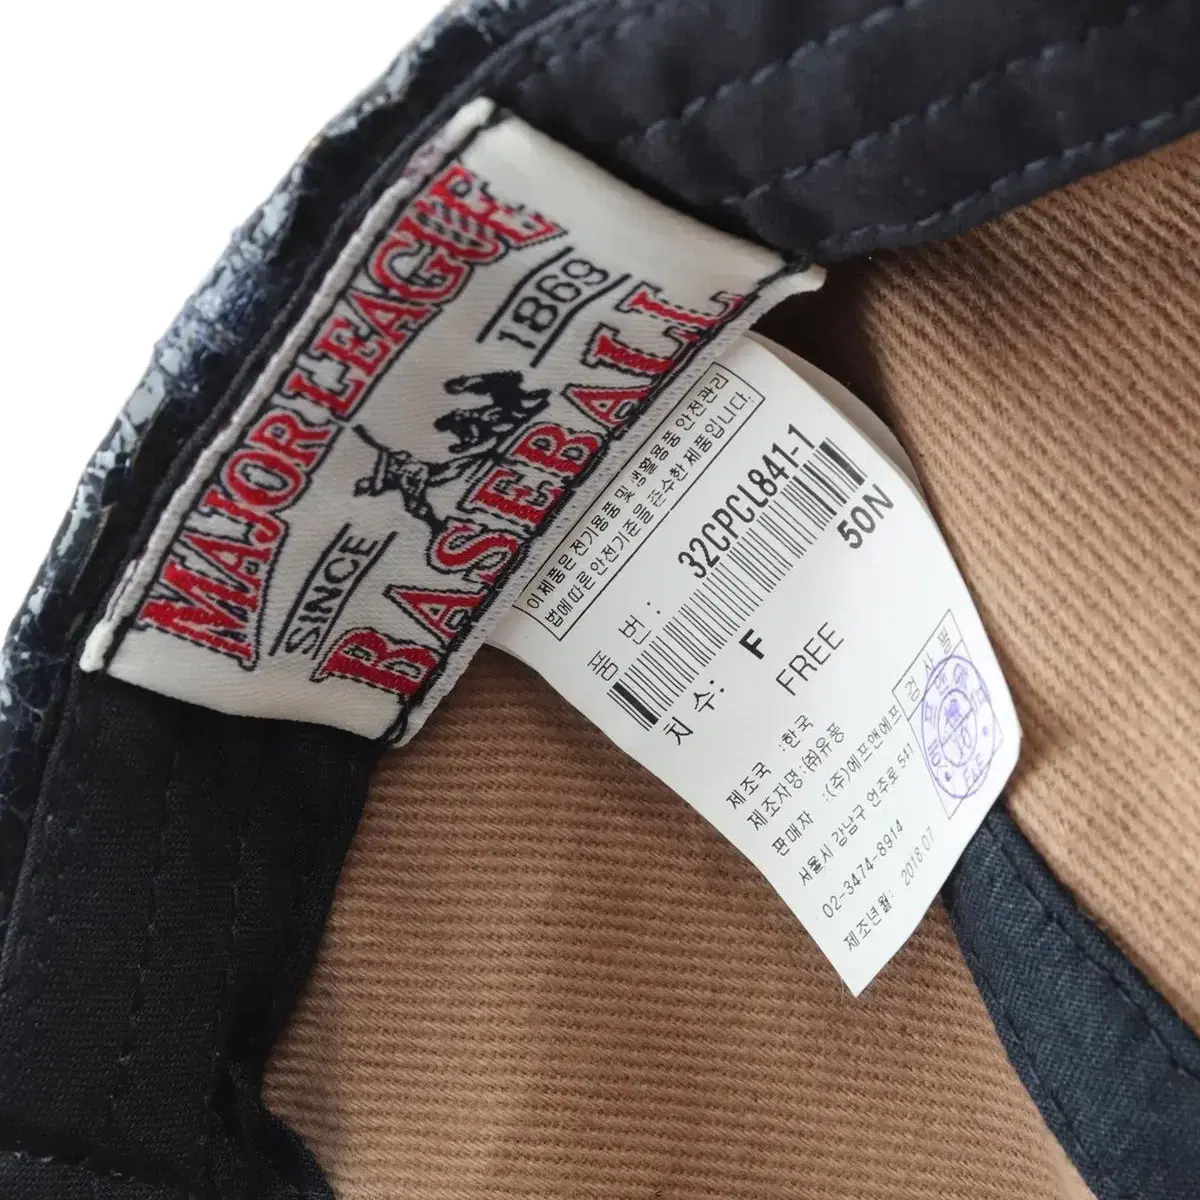 MAJOR LEAGUE
SINCE 1869
BASEBALL
이 제품은 전기용품 및 생활용품 안전관리
법에 따른 안전기준을 준수한 제품입니다.
품 번 : 32CPCL841-1
50N
치 수: F
FREE
제조국 :한국
제조자명:㈜유풍
판매자 :(주)에프앤에프
서울시 강남구 언주로 541
02-3474-8914
제조년월: 2018.07
검 사 필
F&F